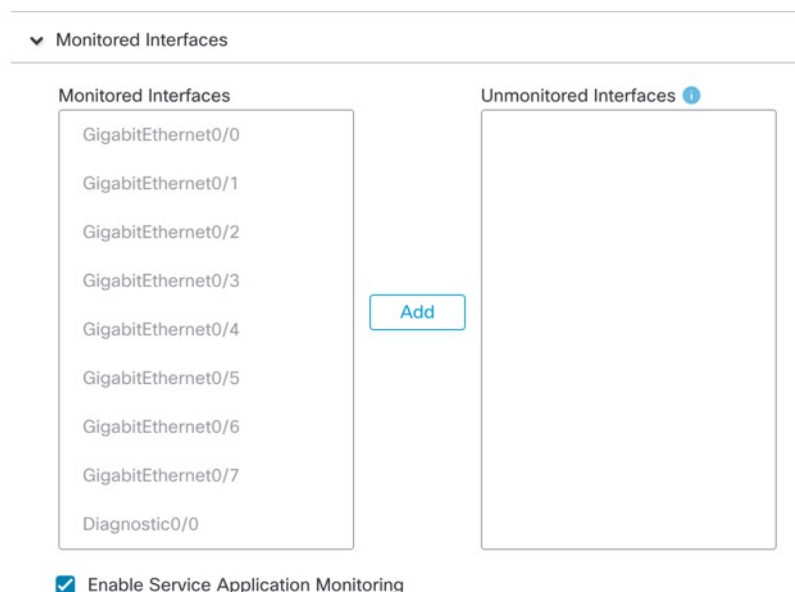 Monitored Interfaces
Monitored Interfaces
Unmonitored Interfaces
GigabitEthernet0/0
GigabitEthernet0/1
GigabitEthernet0/2
GigabitEthernet0/3
GigabitEthernet0/4
Add
GigabitEthernet0/5
GigabitEthernet0/6
GigabitEthernet0/7
Diagnostic0/0
Enable Service Application Monitoring